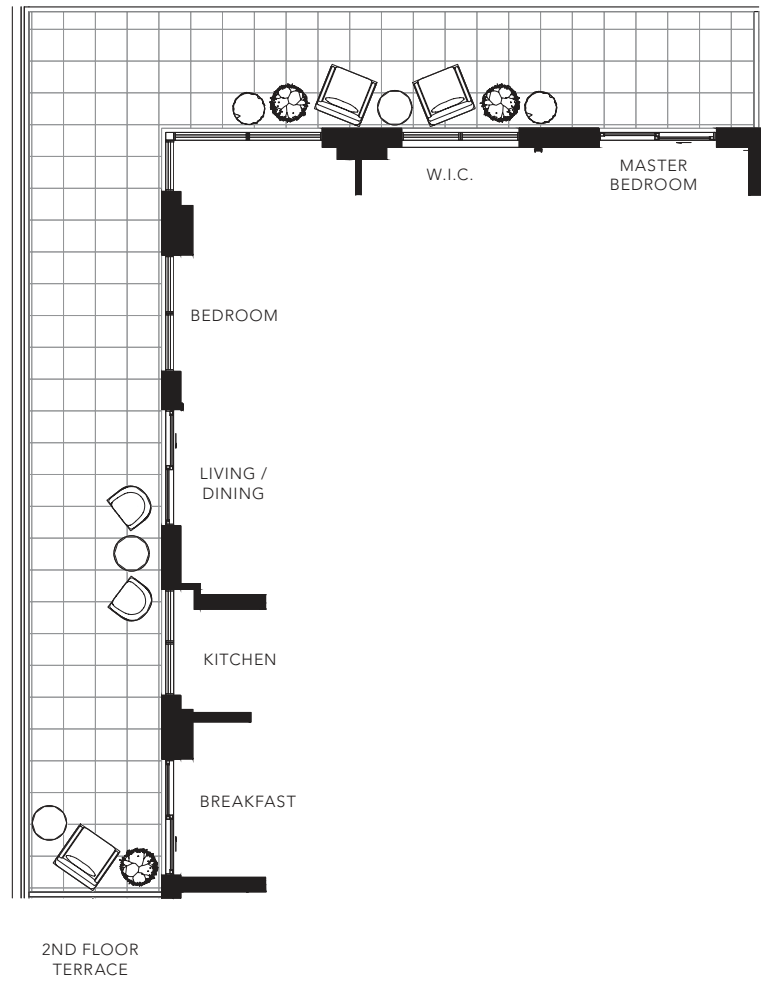 W.I.C.
MASTER
BEDROOM
BEDROOM
LIVING /
DINING
KITCHEN
BREAKFAST
2ND FLOOR
TERRACE